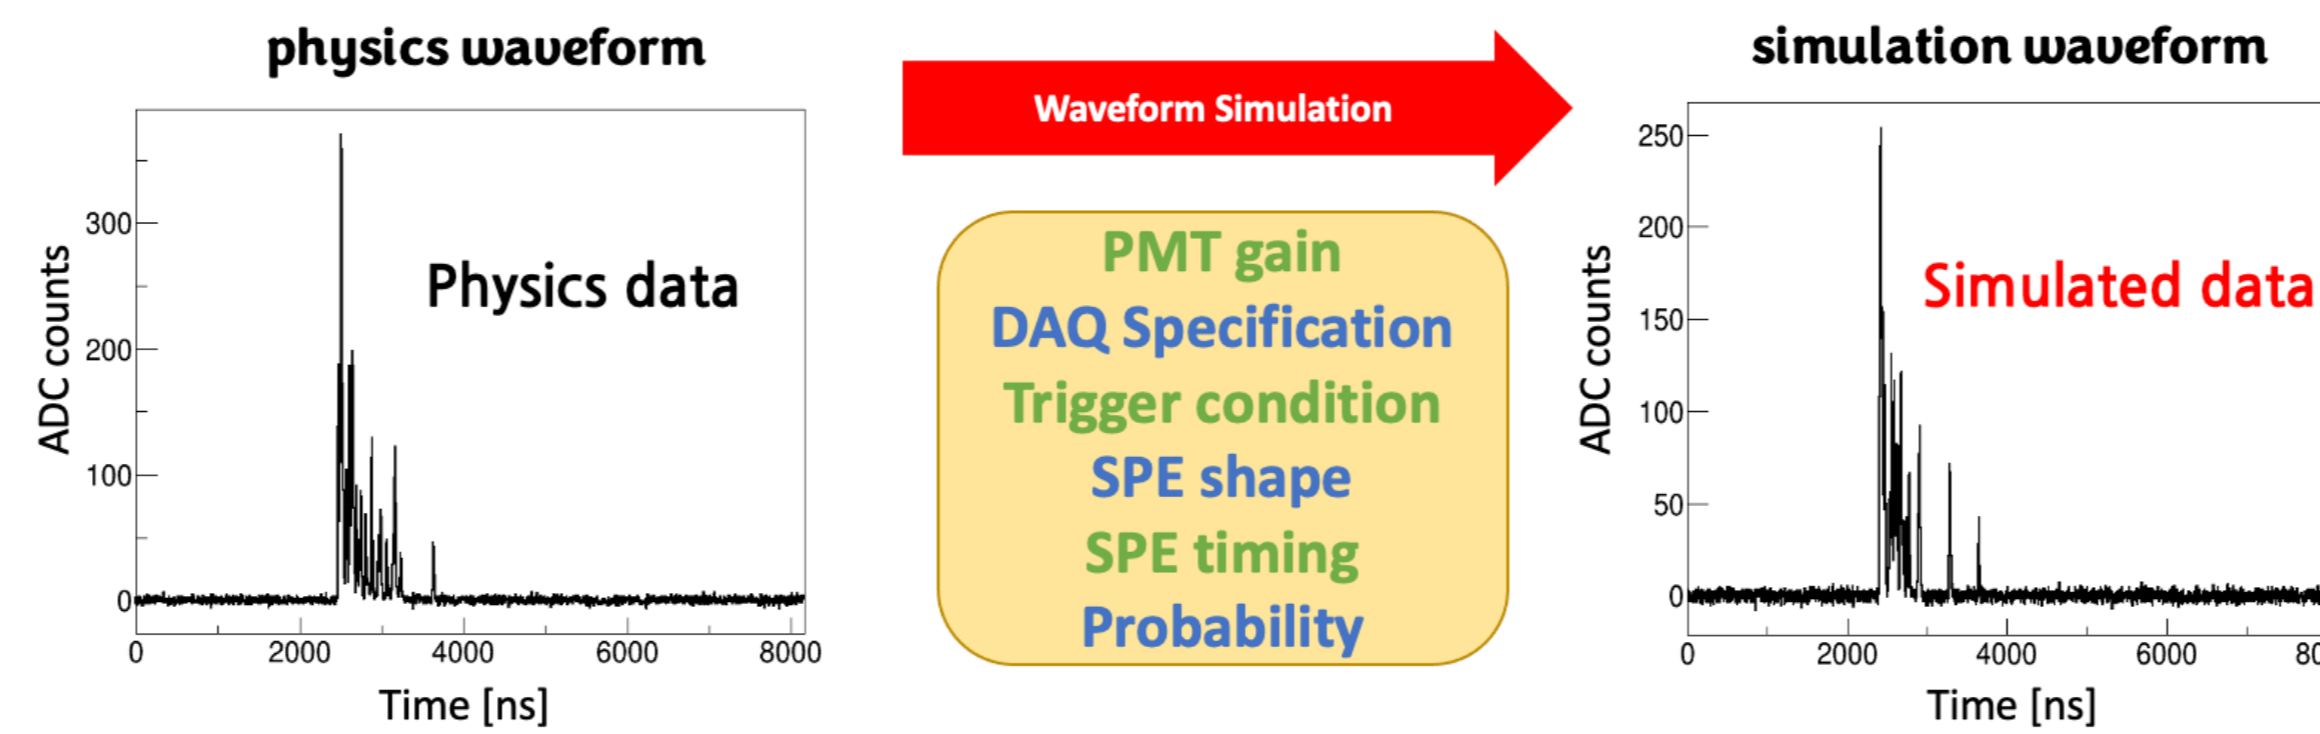 physics waveform
300
200
100
0
ADC counts
Physics data
0 2000 4000 6000 8000
Time [ns]
Waveform Simulation
PMT gain
DAQ Specification
Trigger condition
SPE shape
SPE timing
Probability
simulation waveform
250
200
150
100
50
0
ADC counts
Simulated data
0 2000 4000 6000 80
Time [ns]